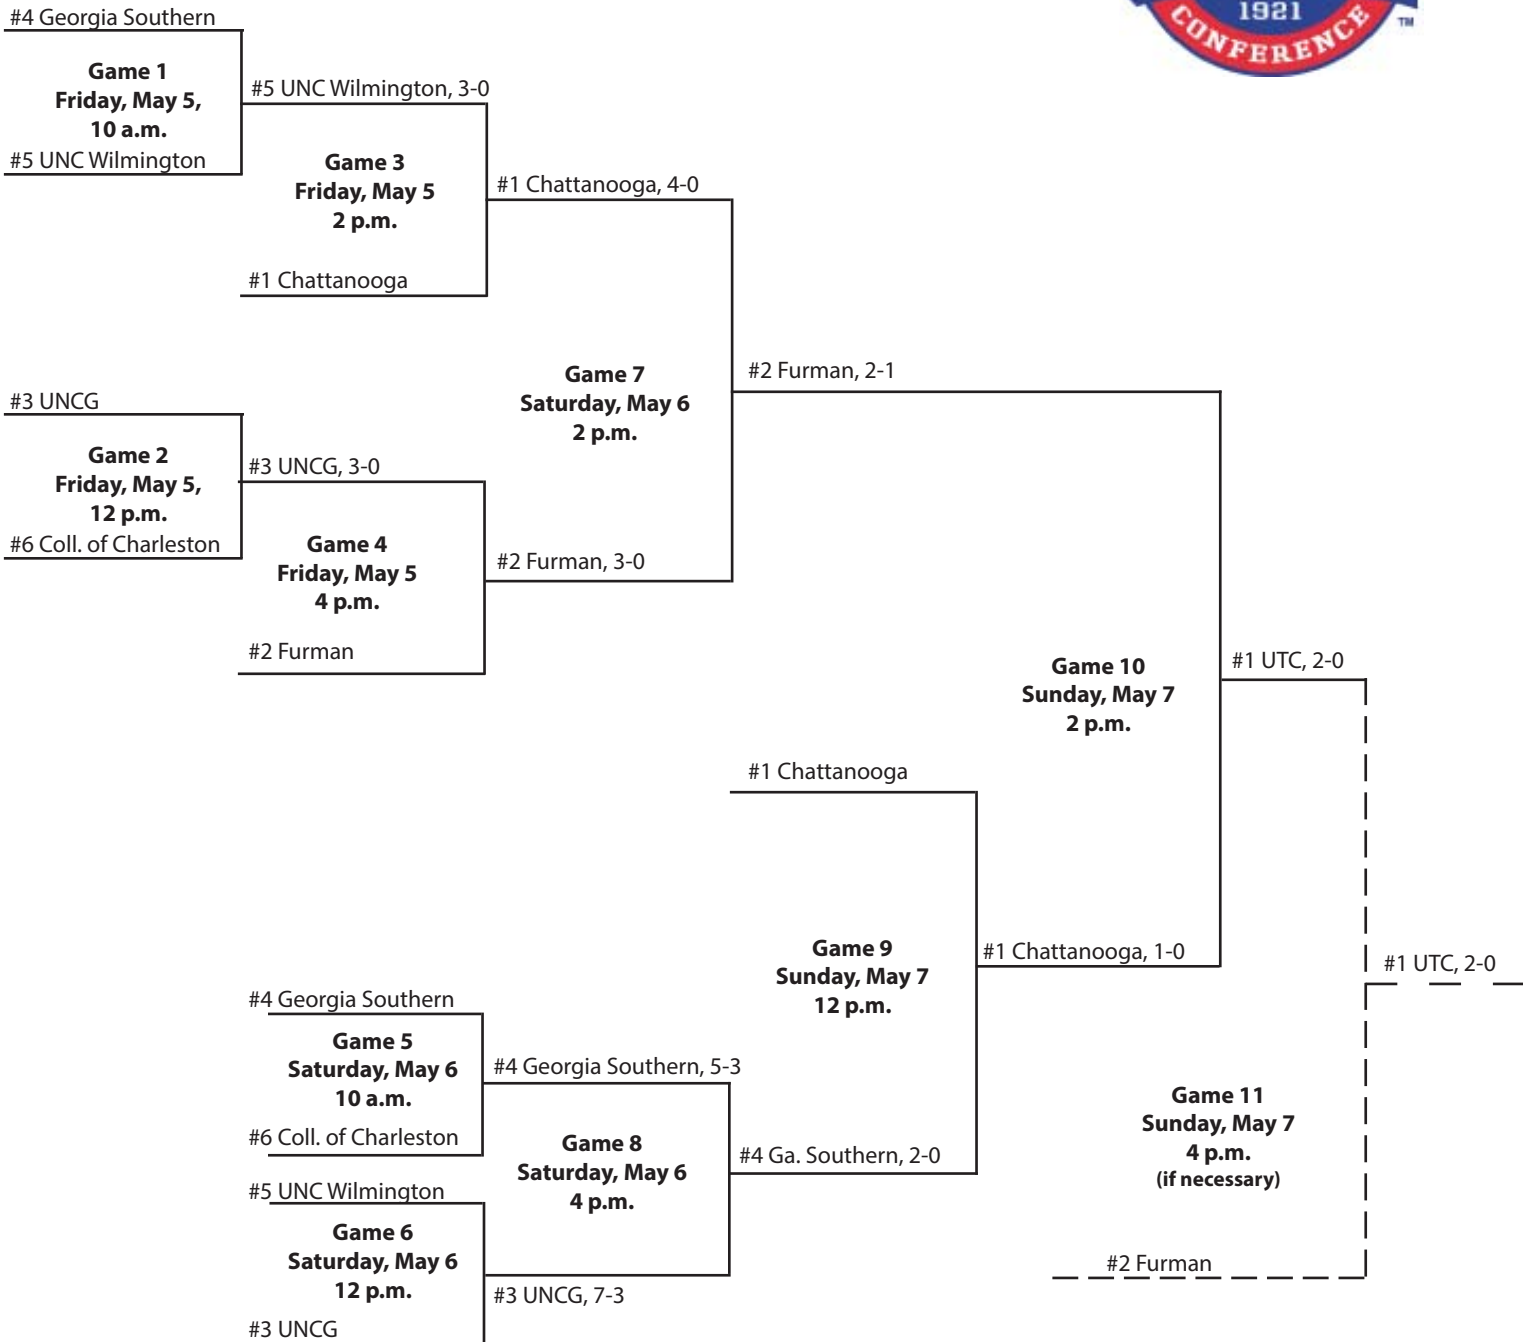 1921
CONFERENCE
TM
#4 Georgia Southern
Game 1
Friday, May 5,
10 a.m.
#5 UNC Wilmington
#5 UNC Wilmington, 3-0
Game 3
Friday, May 5
2 p.m.
#1 Chattanooga
#1 Chattanooga, 4-0
#3 UNCG
Game 2
Friday, May 5,
12 p.m.
#6 Coll. of Charleston
#3 UNCG, 3-0
Game 4
Friday, May 5
4 p.m.
#2 Furman
#2 Furman, 3-0
Game 7
Saturday, May 6
2 p.m.
#2 Furman, 2-1
Game 10
Sunday, May 7
2 p.m.
#1 UTC, 2-0
#1 Chattanooga
Game 9
Sunday, May 7
12 p.m.
#1 Chattanooga, 1-0
#1 UTC, 2-0
#4 Georgia Southern
Game 5
Saturday, May 6
10 a.m.
#6 Coll. of Charleston
#4 Georgia Southern, 5-3
Game 8
Saturday, May 6
4 p.m.
#4 Ga. Southern, 2-0
#5 UNC Wilmington
Game 6
Saturday, May 6
12 p.m.
#3 UNCG
#3 UNCG, 7-3
Game 11
Sunday, May 7
4 p.m.
(if necessary)
#2 Furman